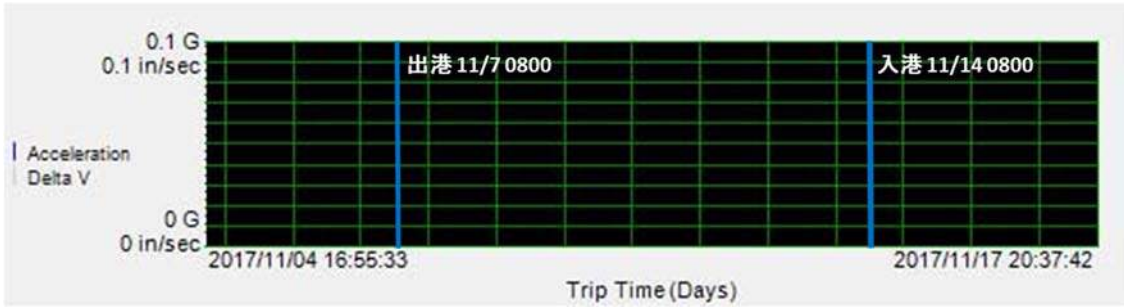 0.1 G
0.1 in/sec
出港 11/7 0800
入港 11/14 0800
Acceleration
Delta V
0 G
0 in/sec
2017/11/04 16:55:33
2017/11/17 20:37:42
Trip Time (Days)